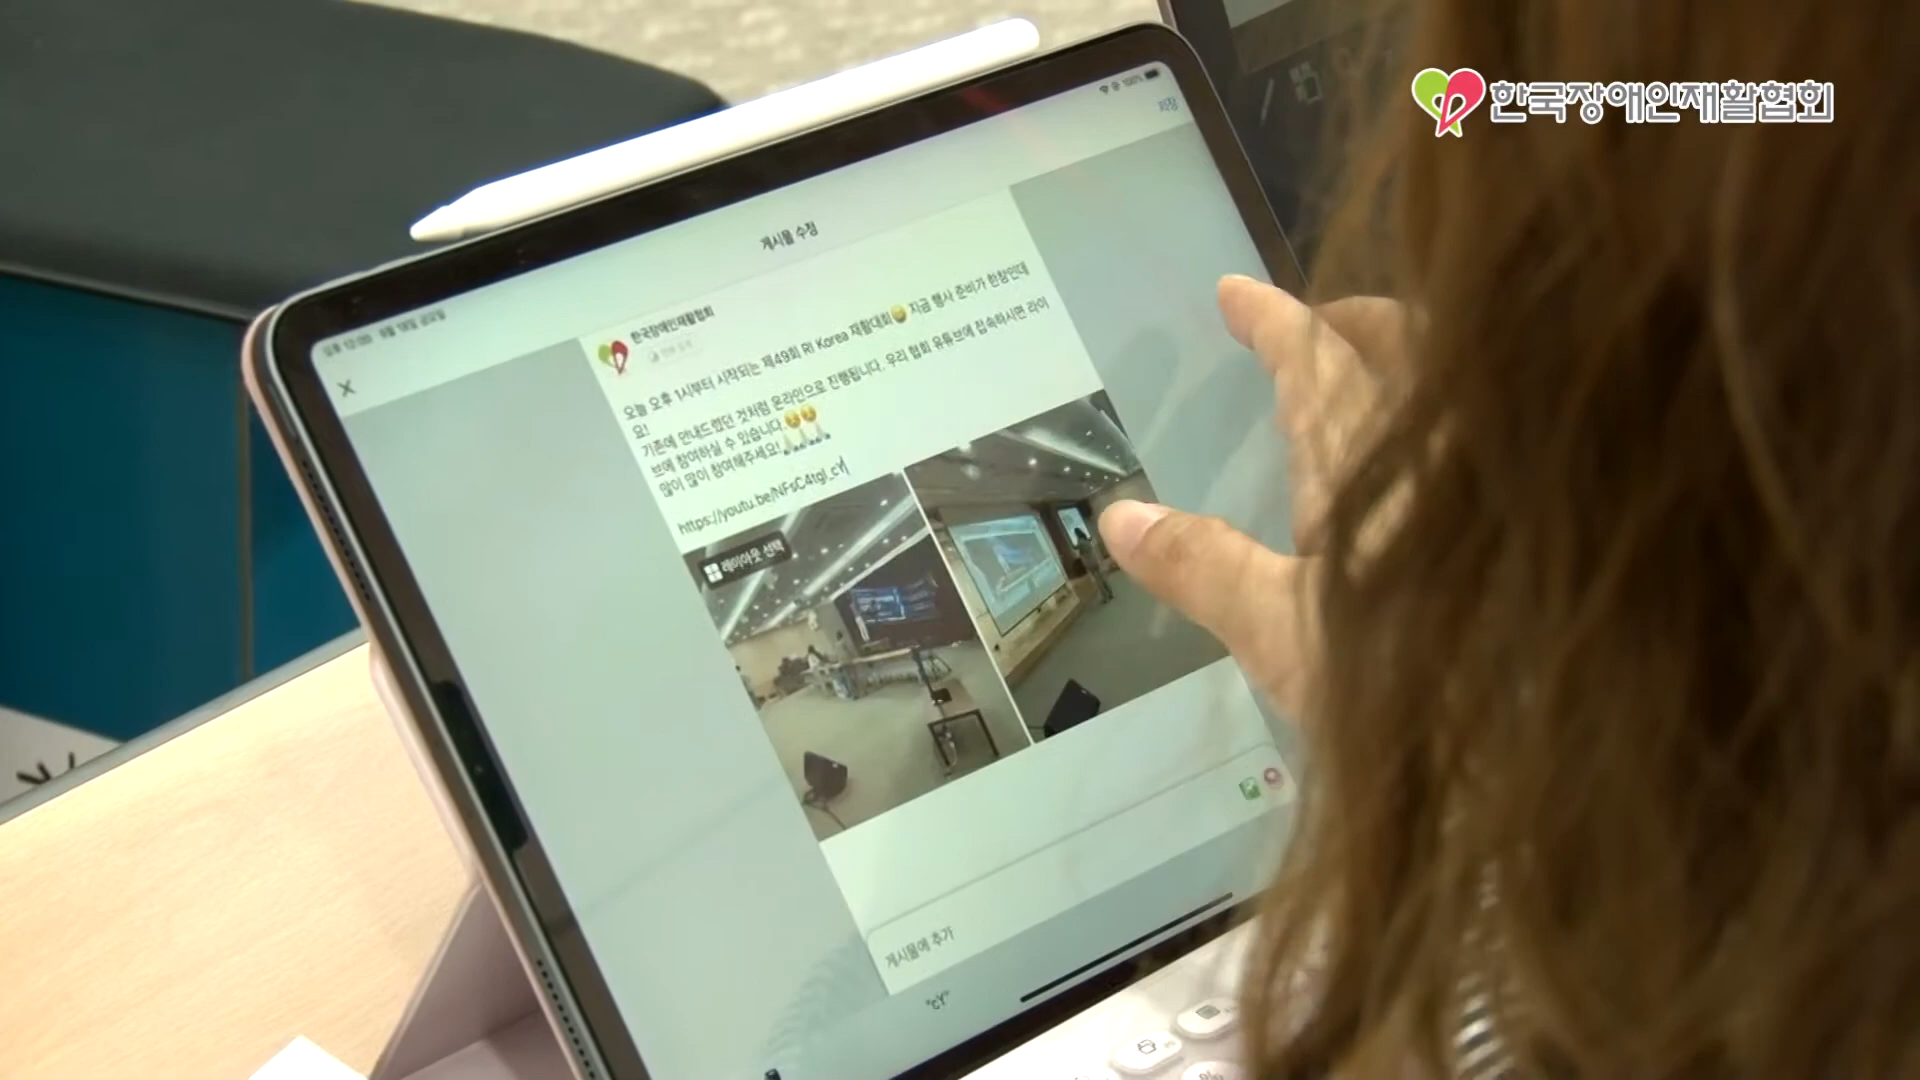 한국장애인재활협회
100%
저장
게시물 수정
한국장애인재활협회
오늘 오후 1시부터 시작되는 제49회 RI Korea 재활대회😀 지금 행사 준비가 한창인데
요!
기존에 안내드렸던 것처럼 온라인으로 진행됩니다. 우리 협회 유튜브에 접속하시면 라이
브에 참여하실 수 있습니다.
많이 많이 참여해주세요!
https://youtu.be/NFsC4tgl_cY
레이아웃 선택
게시물에 추가
"cY"